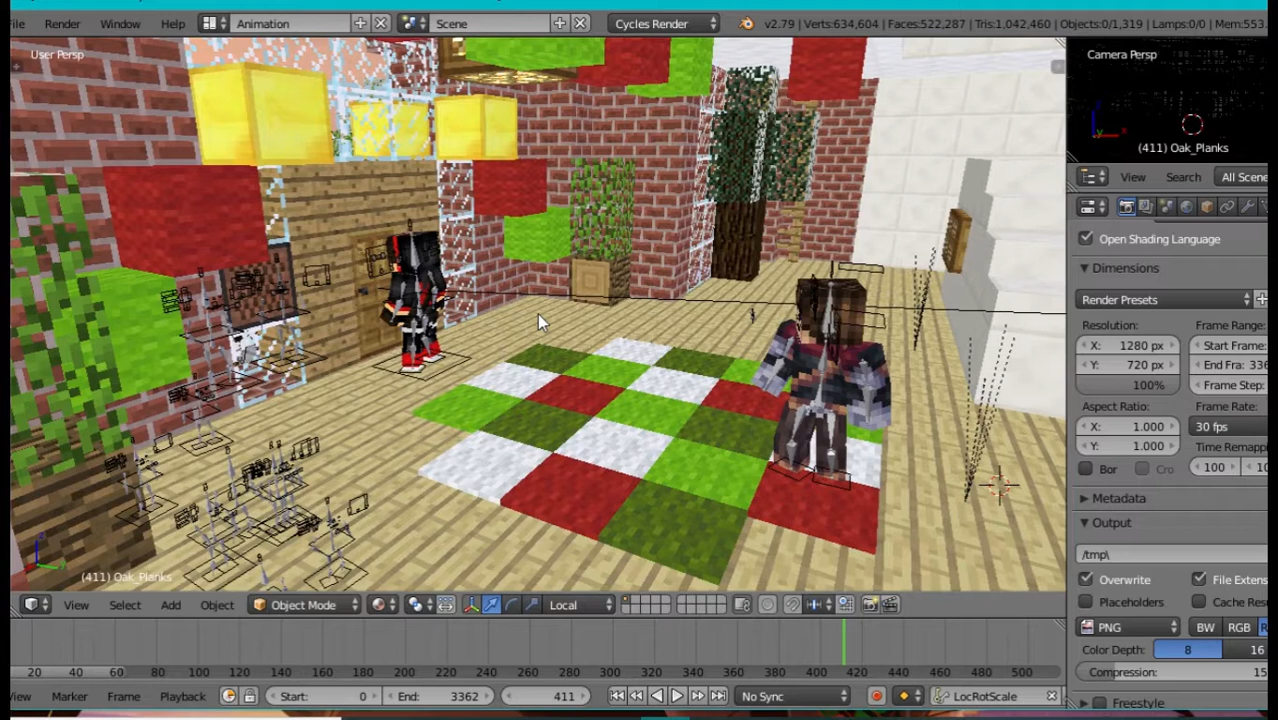 File Render Window Help Animation Scene Cycles Render v2.79 | Verts:634,604 | Faces:522,287 | Tris:1,042,460 | Objects:0/1,319 | Lamps:0/0 | Mem:553.
User Persp
Camera Persp
(411) Oak_Planks
View Search All Scene
Open Shading Language
Dimensions
Render Presets
Resolution: Frame Range:
X: 1280 px Start Frame:
Y: 720 px End Fra: 336
100% Frame Step:
Aspect Ratio: Frame Rate:
X: 1.000 30 fps
Y: 1.000 Time Remapp
Bor Cro 100 10
Metadata
Output
/tmp\
(411) Oak_Planks
Overwrite File Extens
Placeholders Cache Res
View Select Add Object Object Mode Local
PNG BW RGB R
Color Depth: 8 16
Compression: 15
20 40 60 80 100 120 140 160 180 200 220 240 260 280 300 320 340 360 380 400 420 440 460 480 500
Freestyle
View Marker Frame Playback Start: 0 End: 3362 411 No Sync LocRotScale